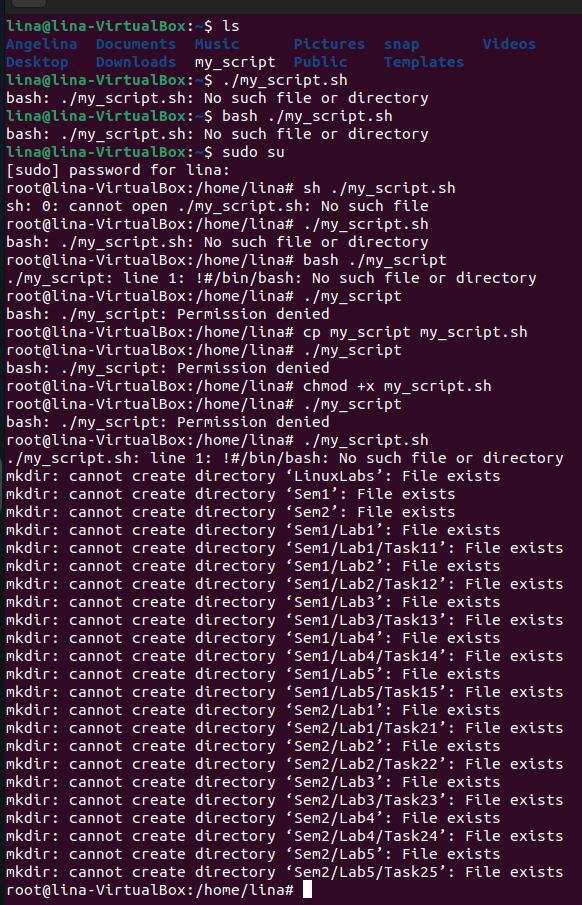 lina@lina-VirtualBox:~$ ls
Angelina  Documents  Music      Pictures  snap       Videos
Desktop   Downloads  my_script  Public    Templates
lina@lina-VirtualBox:~$ ./my_script.sh
bash: ./my_script.sh: No such file or directory
lina@lina-VirtualBox:~$ bash ./my_script.sh
bash: ./my_script.sh: No such file or directory
lina@lina-VirtualBox:~$ sudo su
[sudo] password for lina:
root@lina-VirtualBox:/home/lina# sh ./my_script.sh
sh: 0: cannot open ./my_script.sh: No such file
root@lina-VirtualBox:/home/lina# ./my_script.sh
bash: ./my_script.sh: No such file or directory
root@lina-VirtualBox:/home/lina# bash ./my_script
./my_script: line 1: !#/bin/bash: No such file or directory
root@lina-VirtualBox:/home/lina# ./my_script
bash: ./my_script: Permission denied
root@lina-VirtualBox:/home/lina# cp my_script my_script.sh
root@lina-VirtualBox:/home/lina# ./my_script
bash: ./my_script: Permission denied
root@lina-VirtualBox:/home/lina# chmod +x my_script.sh
root@lina-VirtualBox:/home/lina# ./my_script
bash: ./my_script: Permission denied
root@lina-VirtualBox:/home/lina# ./my_script.sh
./my_script.sh: line 1: !#/bin/bash: No such file or directory
mkdir: cannot create directory ‘LinuxLabs’: File exists
mkdir: cannot create directory ‘Sem1’: File exists
mkdir: cannot create directory ‘Sem2’: File exists
mkdir: cannot create directory ‘Sem1/Lab1’: File exists
mkdir: cannot create directory ‘Sem1/Lab1/Task11’: File exists
mkdir: cannot create directory ‘Sem1/Lab2’: File exists
mkdir: cannot create directory ‘Sem1/Lab2/Task12’: File exists
mkdir: cannot create directory ‘Sem1/Lab3’: File exists
mkdir: cannot create directory ‘Sem1/Lab3/Task13’: File exists
mkdir: cannot create directory ‘Sem1/Lab4’: File exists
mkdir: cannot create directory ‘Sem1/Lab4/Task14’: File exists
mkdir: cannot create directory ‘Sem1/Lab5’: File exists
mkdir: cannot create directory ‘Sem1/Lab5/Task15’: File exists
mkdir: cannot create directory ‘Sem2/Lab1’: File exists
mkdir: cannot create directory ‘Sem2/Lab1/Task21’: File exists
mkdir: cannot create directory ‘Sem2/Lab2’: File exists
mkdir: cannot create directory ‘Sem2/Lab2/Task22’: File exists
mkdir: cannot create directory ‘Sem2/Lab3’: File exists
mkdir: cannot create directory ‘Sem2/Lab3/Task23’: File exists
mkdir: cannot create directory ‘Sem2/Lab4’: File exists
mkdir: cannot create directory ‘Sem2/Lab4/Task24’: File exists
mkdir: cannot create directory ‘Sem2/Lab5’: File exists
mkdir: cannot create directory ‘Sem2/Lab5/Task25’: File exists
root@lina-VirtualBox:/home/lina#